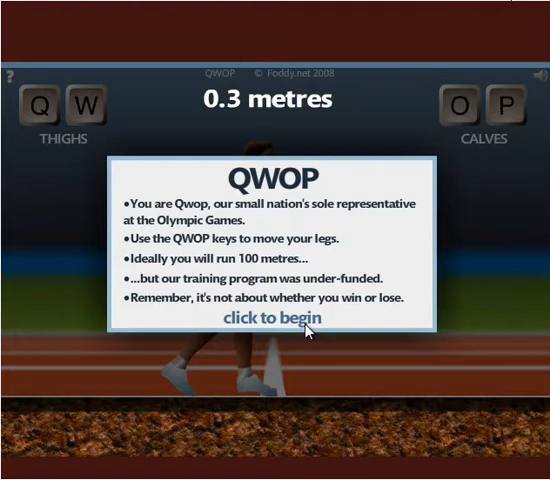 ?
QWOP © Foddy.net 2008
0.3 metres
Q W
O P
THIGHS
CALVES
QWOP
•You are Qwop, our small nation's sole representative
at the Olympic Games.
•Use the QWOP keys to move your legs.
•Ideally you will run 100 metres...
•...but our training program was under-funded.
•Remember, it's not about whether you win or lose.
click to begin